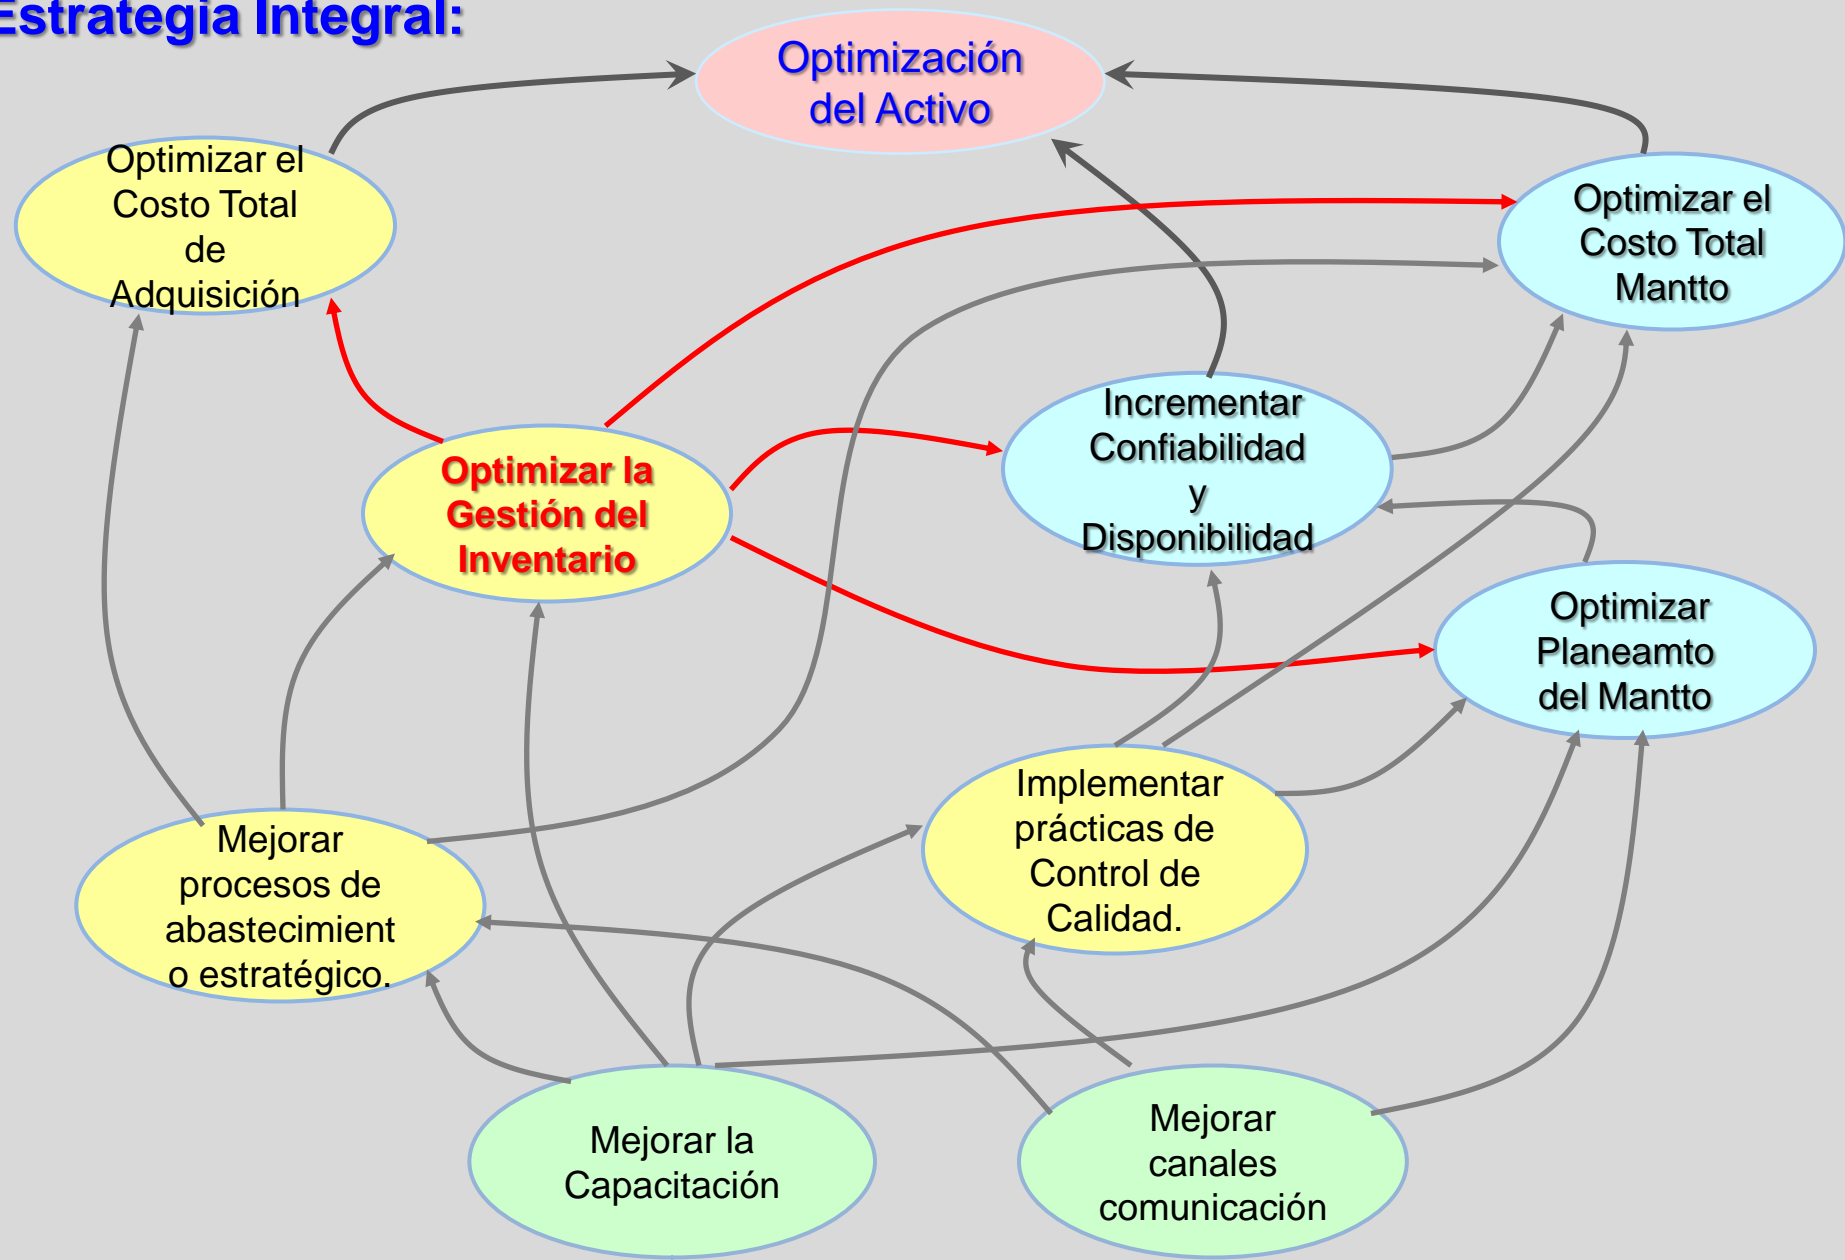 Estrategia Integral:
Optimización
del Activo
Optimizar el
Costo Total
de
Adquisición
Optimizar el
Costo Total
Mantto
Incrementar
Confiabilidad
y
Disponibilidad
Optimizar la
Gestión del
Inventario
Optimizar
Planeamto
del Mantto
Implementar
prácticas de
Control de
Calidad.
Mejorar
procesos de
abastecimient
o estratégico.
Mejorar la
Capacitación
Mejorar
canales
comunicación